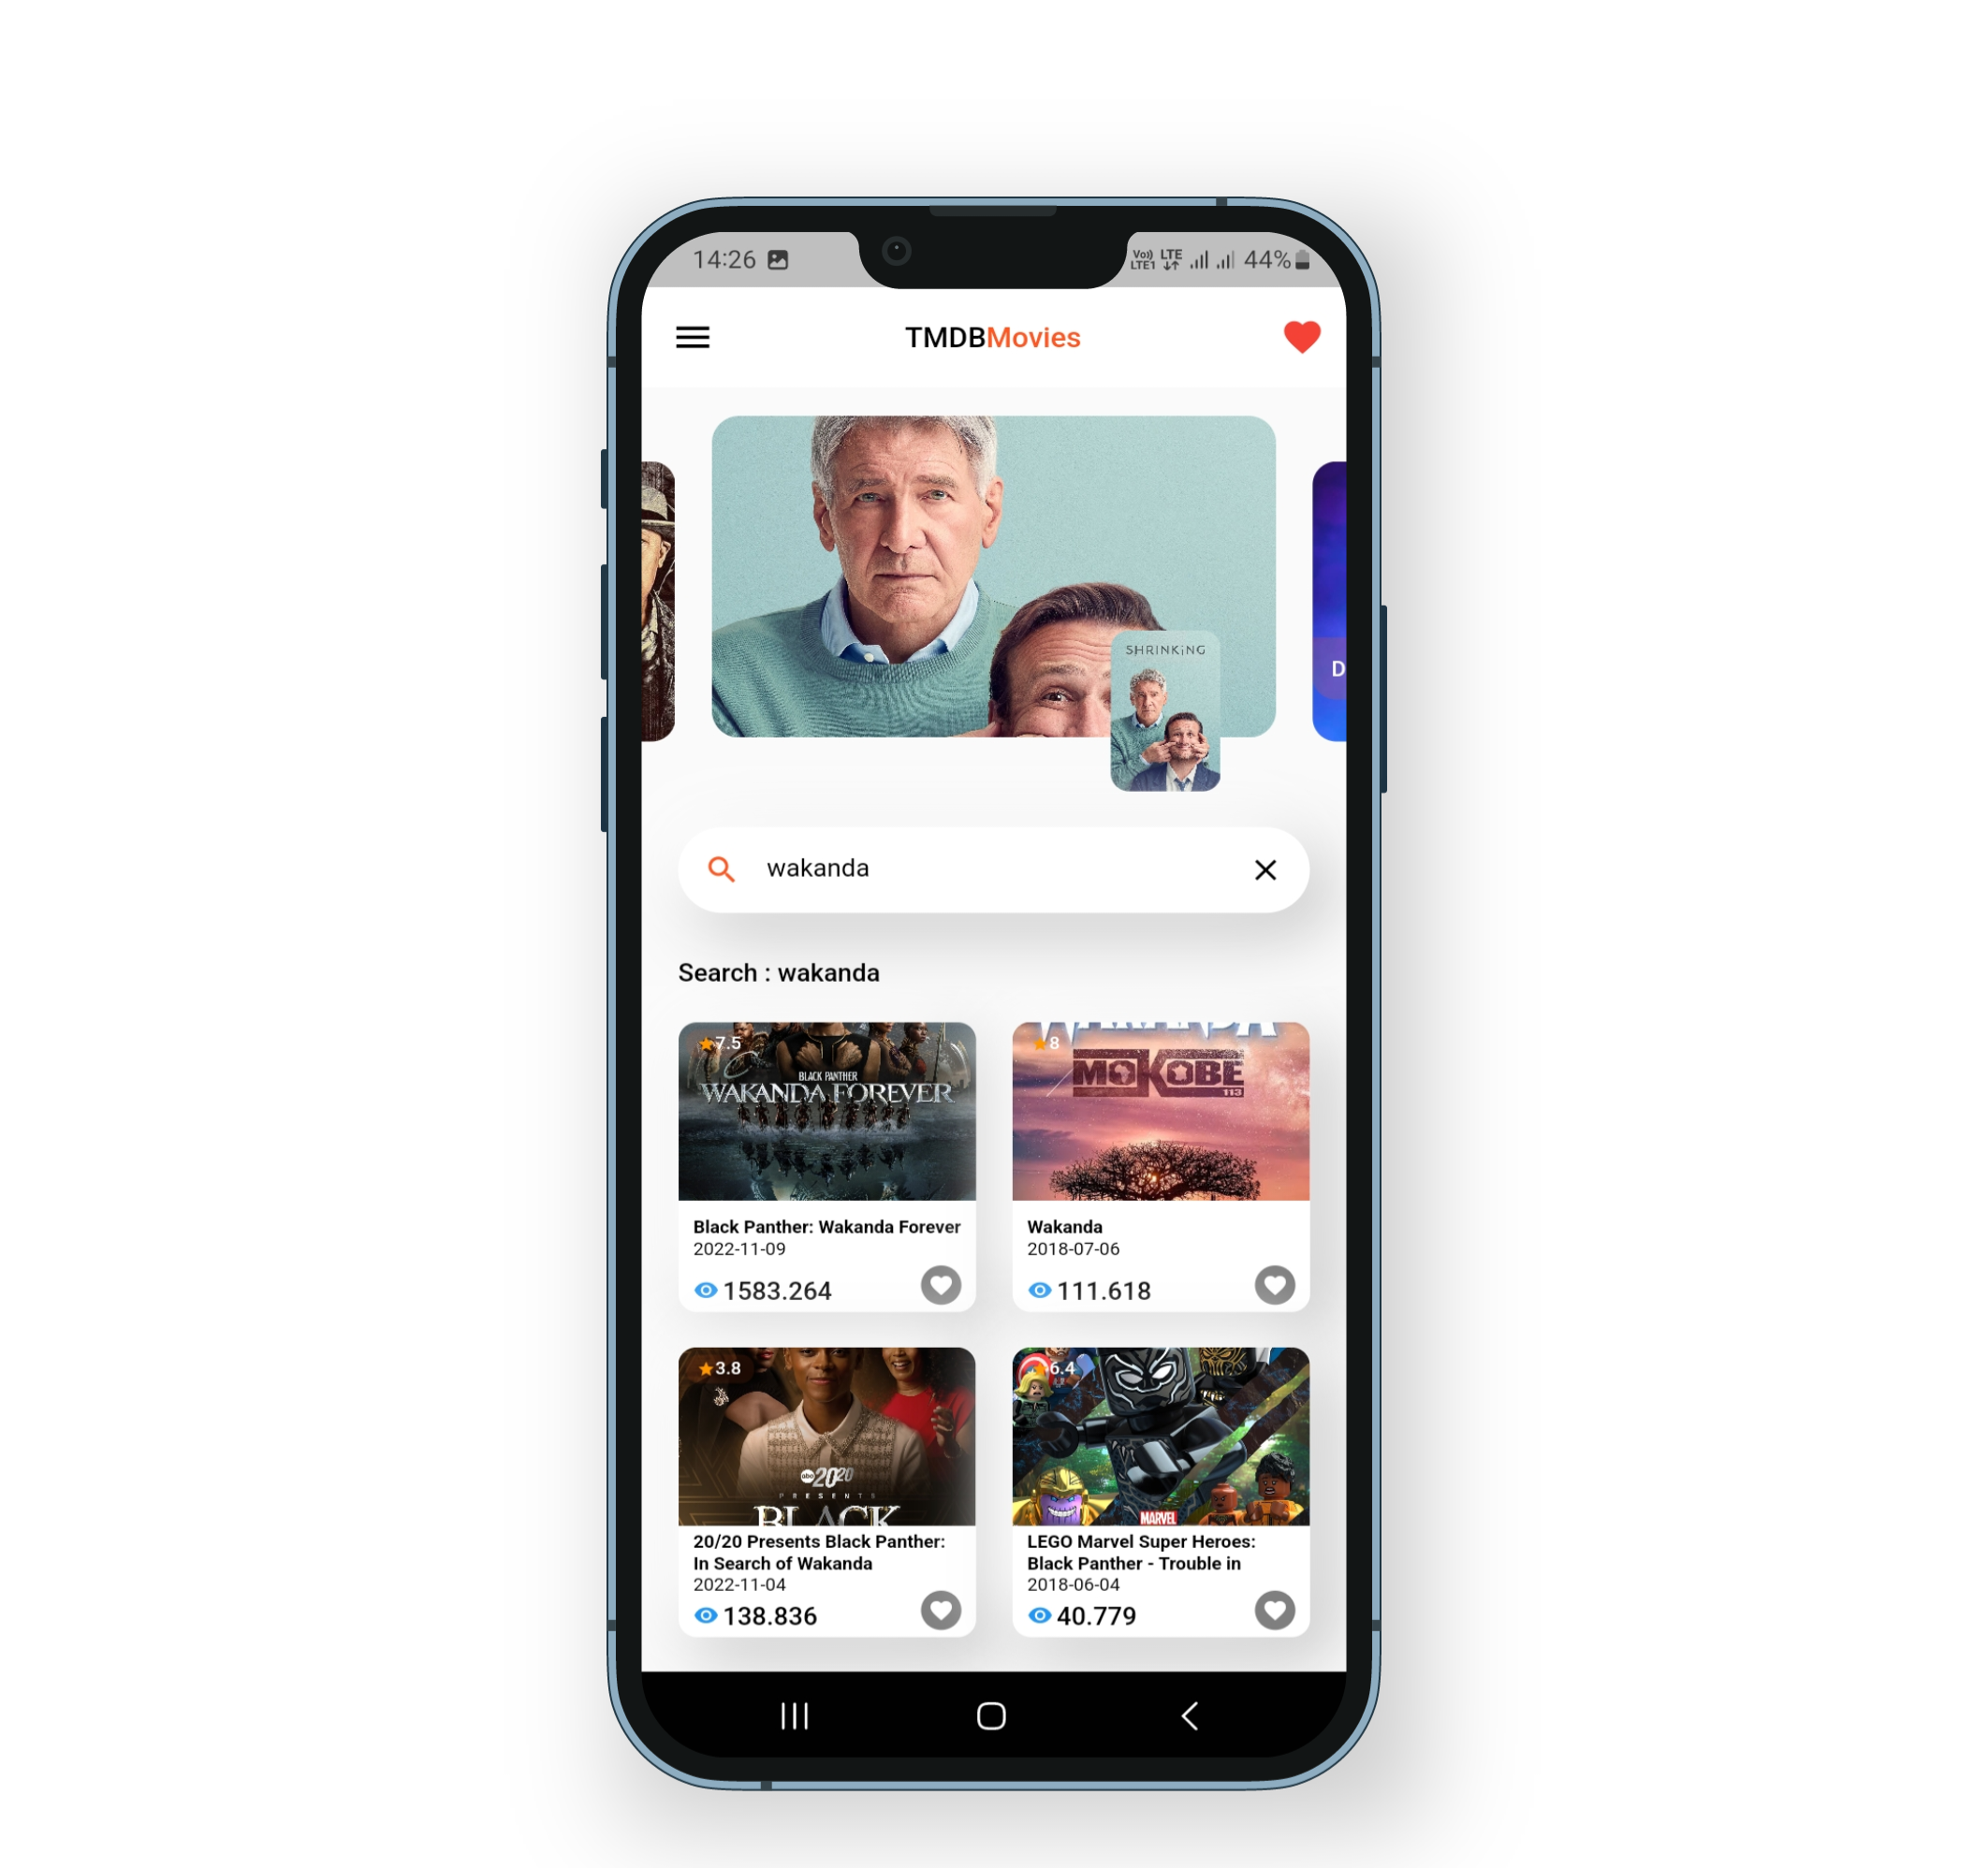 14:26
Vo)) LTE
LTE1
44%
TMDBMovies
SHRINKiNG
D
wakanda
Search : wakanda
7.5
BLACK PANTHER
WAKANDA FOREVER
Black Panther: Wakanda Forever
2022-11-09
1583.264
WAKANDA
8
MOKOBE
113
Wakanda
2018-07-06
111.618
3.8
abc 2020
PRESENTS
BLACK
20/20 Presents Black Panther:
In Search of Wakanda
2022-11-04
138.836
6.4
MARVEL
LEGO Marvel Super Heroes:
Black Panther - Trouble in
2018-06-04
40.779